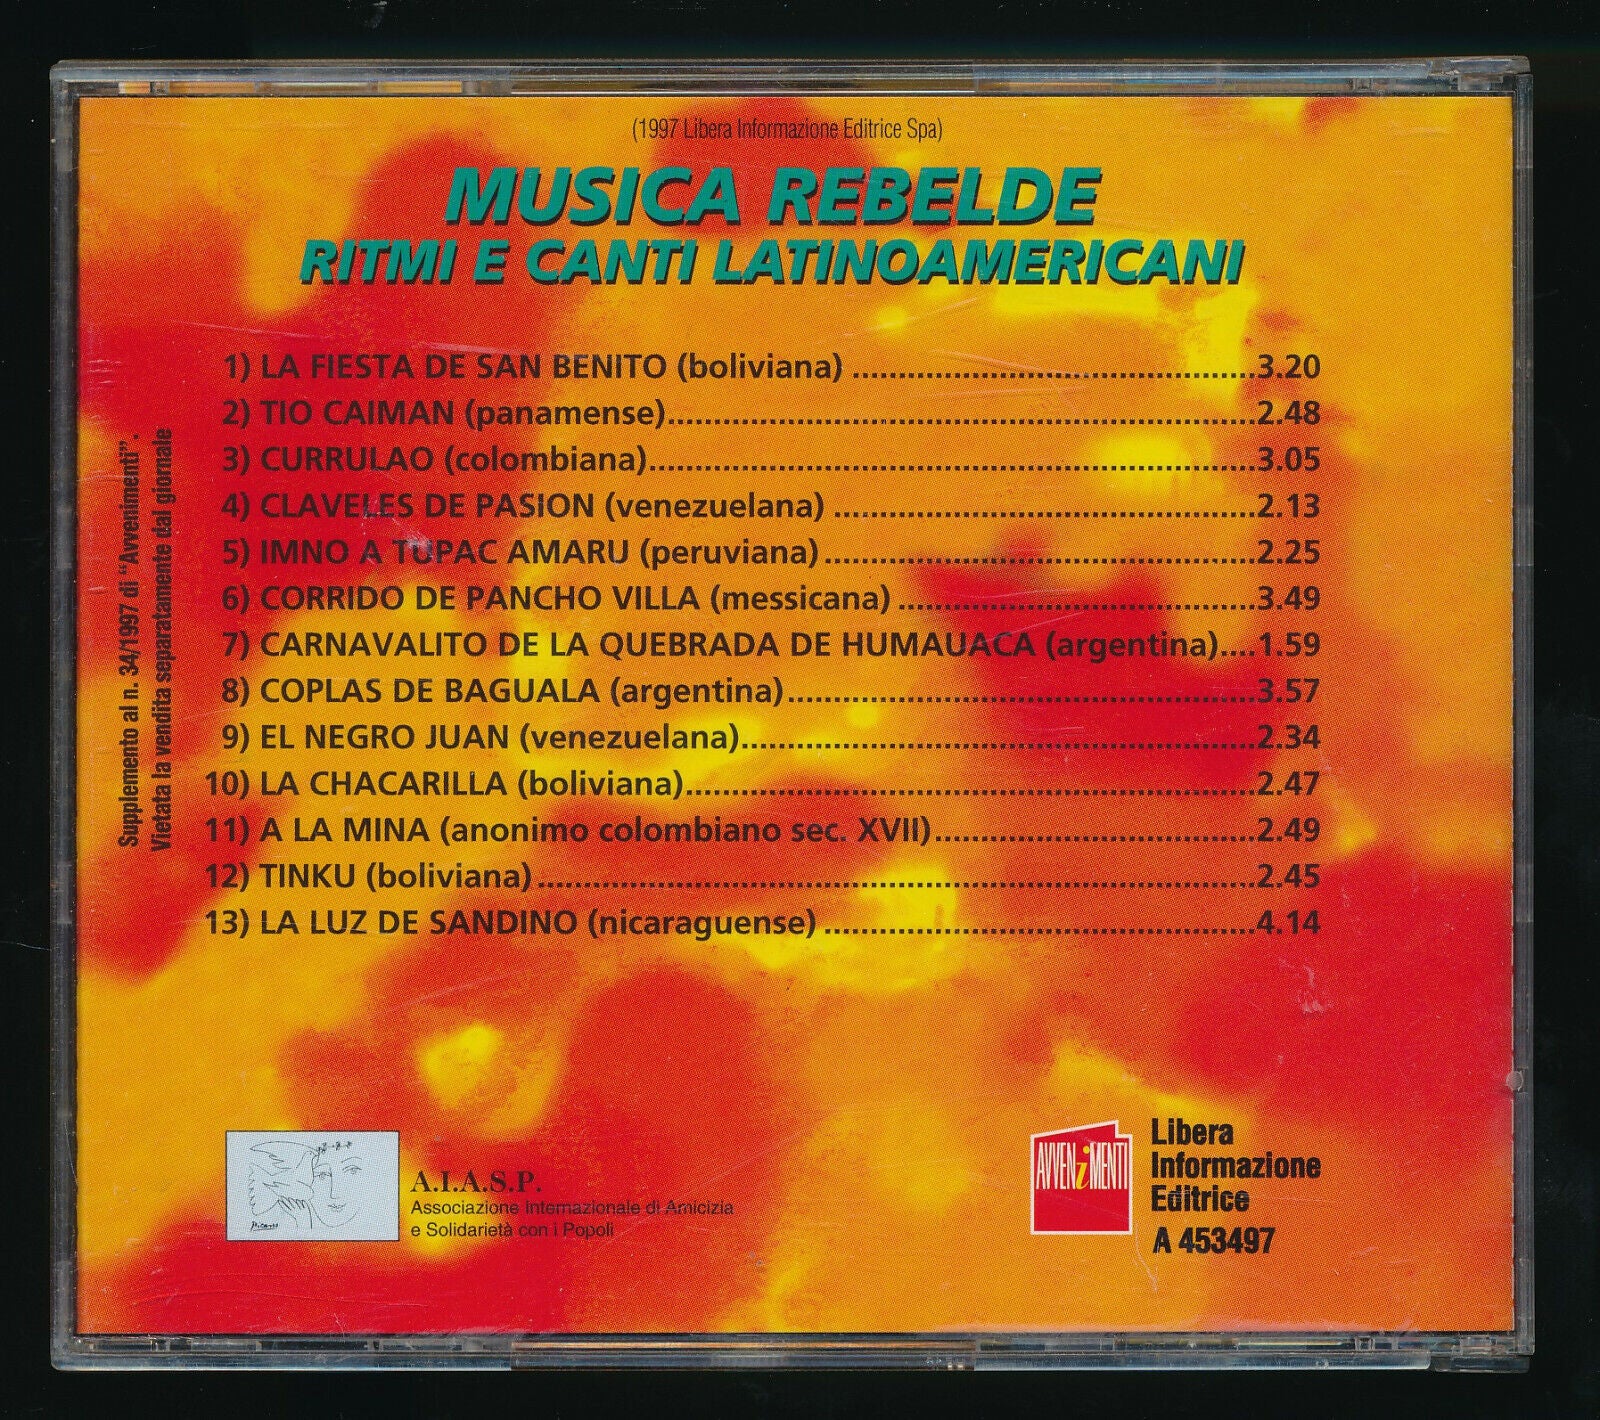 (1997 Libera Informazione Editrice Spa)
MUSICA REBELDE
RITMI E CANTI LATINOAMERICANI
1) LA FIESTA DE SAN BENITO (boliviana) ............................................3.20
2) TIO CAIMAN (panamense)................................................................2.48
3) CURRULAO (colombiana)..................................................................3.05
4) CLAVELES DE PASION (venezuelana) ..............................................2.13
5) IMNO A TUPAC AMARU (peruviana) ...............................................2.25
6) CORRIDO DE PANCHO VILLA (messicana) .......................................3.49
7) CARNAVALITO DE LA QUEBRADA DE HUMAUACA (argentina)....1.59
8) COPLAS DE BAGUALA (argentina)...................................................3.57
9) EL NEGRO JUAN (venezuelana)........................................................2.34
10) LA CHACARILLA (boliviana)..............................................................2.47
11) A LA MINA (anonimo colombiano sec. XVII)...................................2.49
12) TINKU (boliviana)..............................................................................2.45
13) LA LUZ DE SANDINO (nicaraguense) ...............................................4.14
Supplemento al n. 34/1997 di "Avvenimenti".
Vietata la vendita separatamente dal giornale
Picasso
A.I.A.S.P.
Associazione Internazionale di Amicizia
e Solidarietà con i Popoli
AVVENiMENTI
Libera
Informazione
Editrice
A 453497